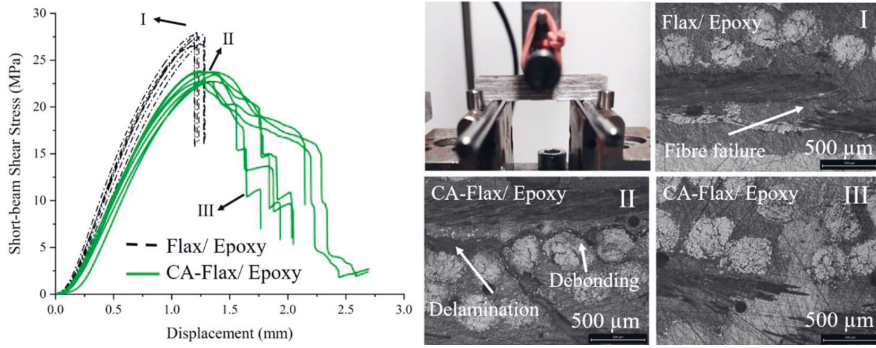 30
25
20
15
10
5
0
Short-beam Shear Stress (MPa)
I
II
III
Flax/ Epoxy
CA-Flax/ Epoxy
0.0 0.5 1.0 1.5 2.0 2.5 3.0
Displacement (mm)
Flax/ Epoxy I
Fibre failure
500 µm
CA-Flax/ Epoxy II
Debonding
Delamination
500 µm
CA-Flax/ Epoxy III
500 µm